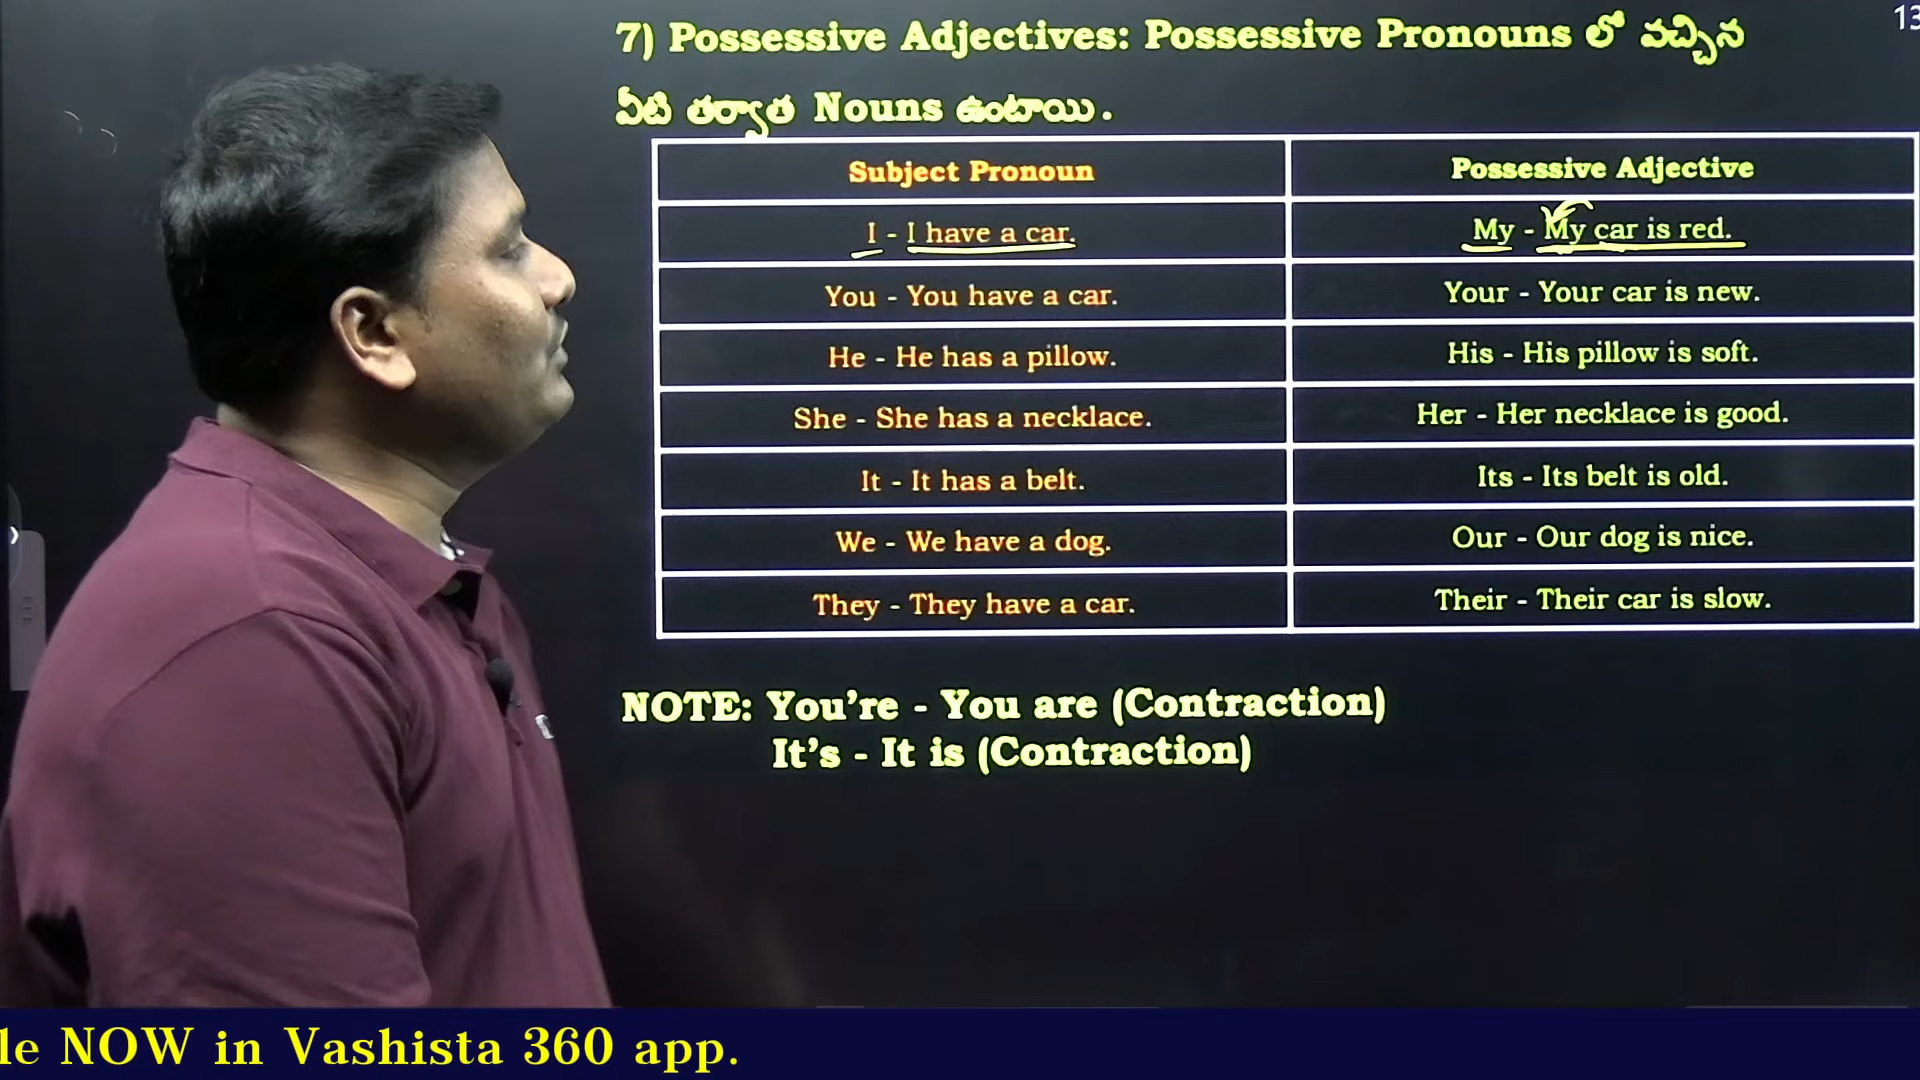 13
7) Possessive Adjectives: Possessive Pronouns లో వచ్చిన
వీటి తర్వాత Nouns ఉంటాయి.
Subject Pronoun Possessive Adjective
I - I have a car. My - My car is red.
You - You have a car. Your - Your car is new.
He - He has a pillow. His - His pillow is soft.
She - She has a necklace. Her - Her necklace is good.
It - It has a belt. Its - Its belt is old.
We - We have a dog. Our - Our dog is nice.
They - They have a car. Their - Their car is slow.
NOTE: You're - You are (Contraction)
It's - It is (Contraction)
le NOW in Vashista 360 app.